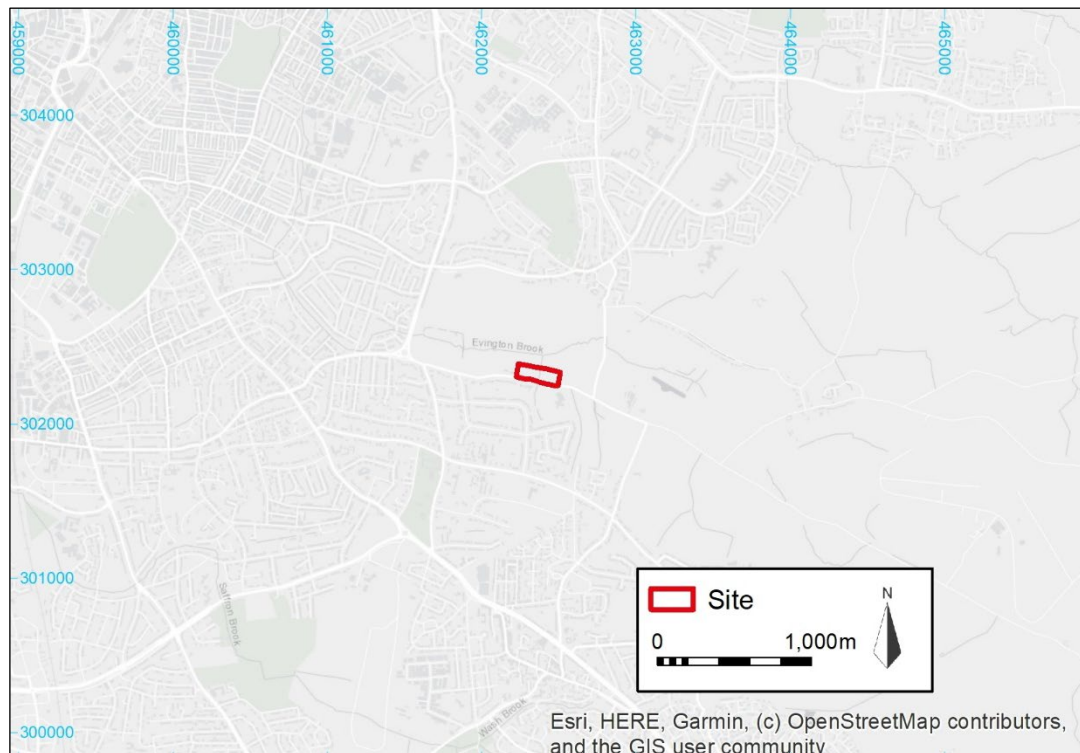 459000
460000
461000
462000
463000
464000
465000
304000
303000
Evington Brook
302000
301000
Saffron Brook
Site
N
0 1,000m
Wash Brook
300000
Esri, HERE, Garmin, (c) OpenStreetMap contributors,
and the GIS user community